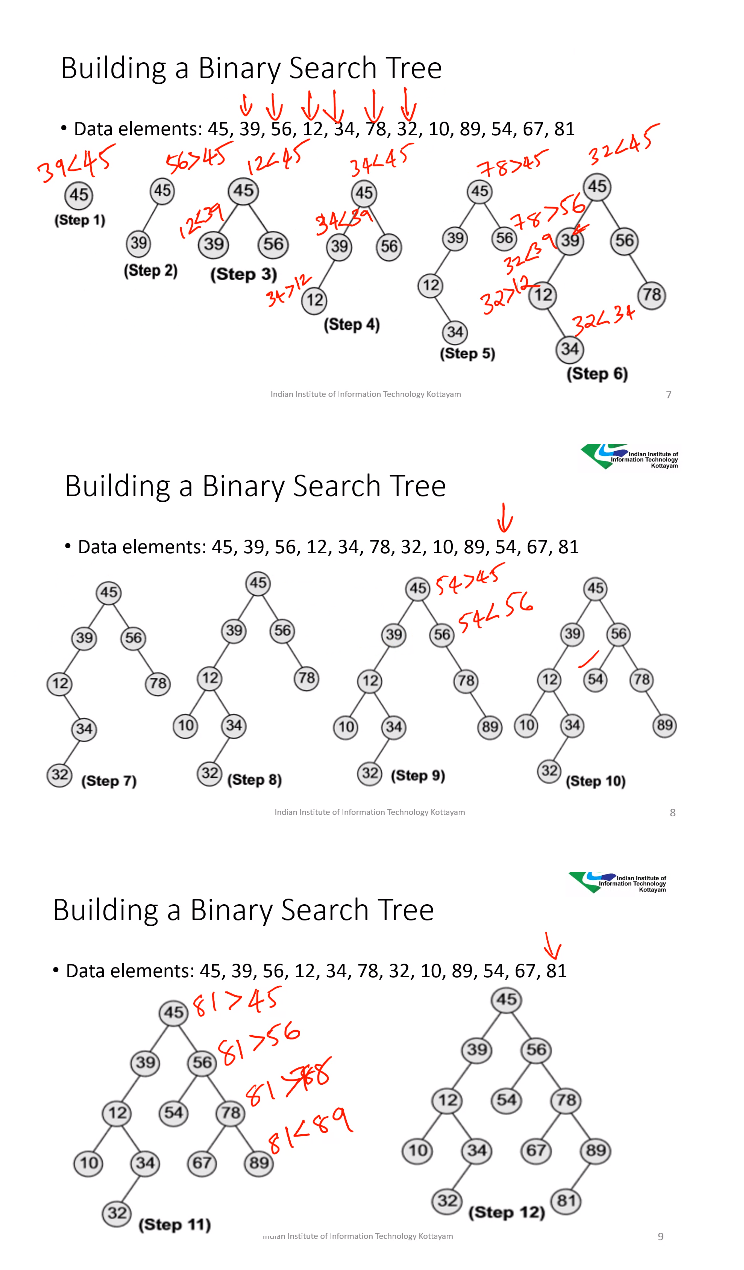 Building a Binary Search Tree
• Data elements: 45, 39, 56, 12, 34, 78, 32, 10, 89, 54, 67, 81
39<45 56>45 12<45 34<45 78>45 32<45
45 45 45 45 45 45
(Step 1)
12<39 34<39 78>56
39 39 56 39 56 39 56 39 56
(Step 2) (Step 3)
32<39
34>12 32>12
12 12 12 78
(Step 4)
32<34
34 34
(Step 5)
(Step 6)
Indian Institute of Information Technology Kottayam 7
Indian Institute of
Information Technology
Kottayam
Building a Binary Search Tree
• Data elements: 45, 39, 56, 12, 34, 78, 32, 10, 89, 54, 67, 81
45 45 45 54>45 45
54<56
39 56 39 56 39 56 39 56
12 78 12 78 12 78 12 54 78
34 10 34 10 34 89 10 34 89
32 (Step 7) 32 (Step 8) 32 (Step 9) 32 (Step 10)
Indian Institute of Information Technology Kottayam 8
Indian Institute of
Information Technology
Kottayam
Building a Binary Search Tree
• Data elements: 45, 39, 56, 12, 34, 78, 32, 10, 89, 54, 67, 81
45 81>45 45
39 56 81>56 39 56
81>78
12 54 78 12 54 78
81<89
10 34 67 89 10 34 67 89
32 (Step 11) 32 (Step 12) 81
Indian Institute of Information Technology Kottayam 9